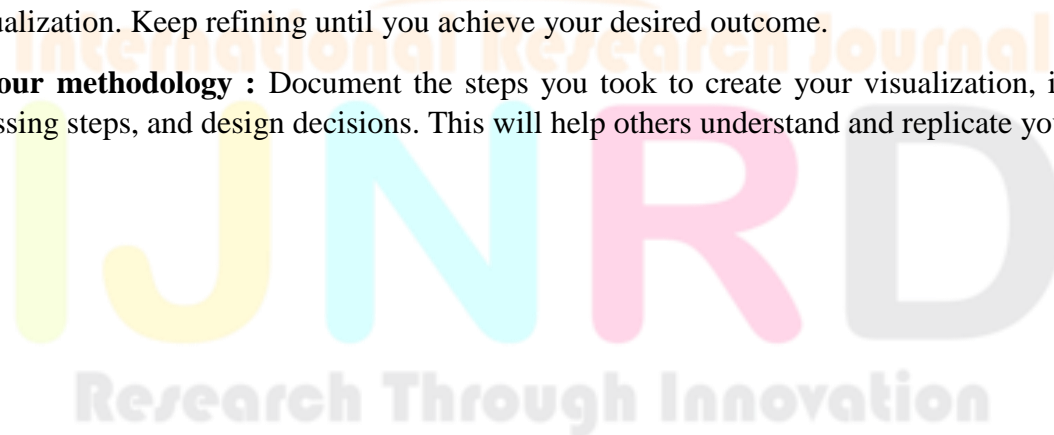 ualization. Keep refining until you achieve your desired outcome.
International Research Journal
our methodology : Document the steps you took to create your visualization, i
ssing steps, and design decisions. This will help others understand and replicate you
IJNRD
Research Through Innovation